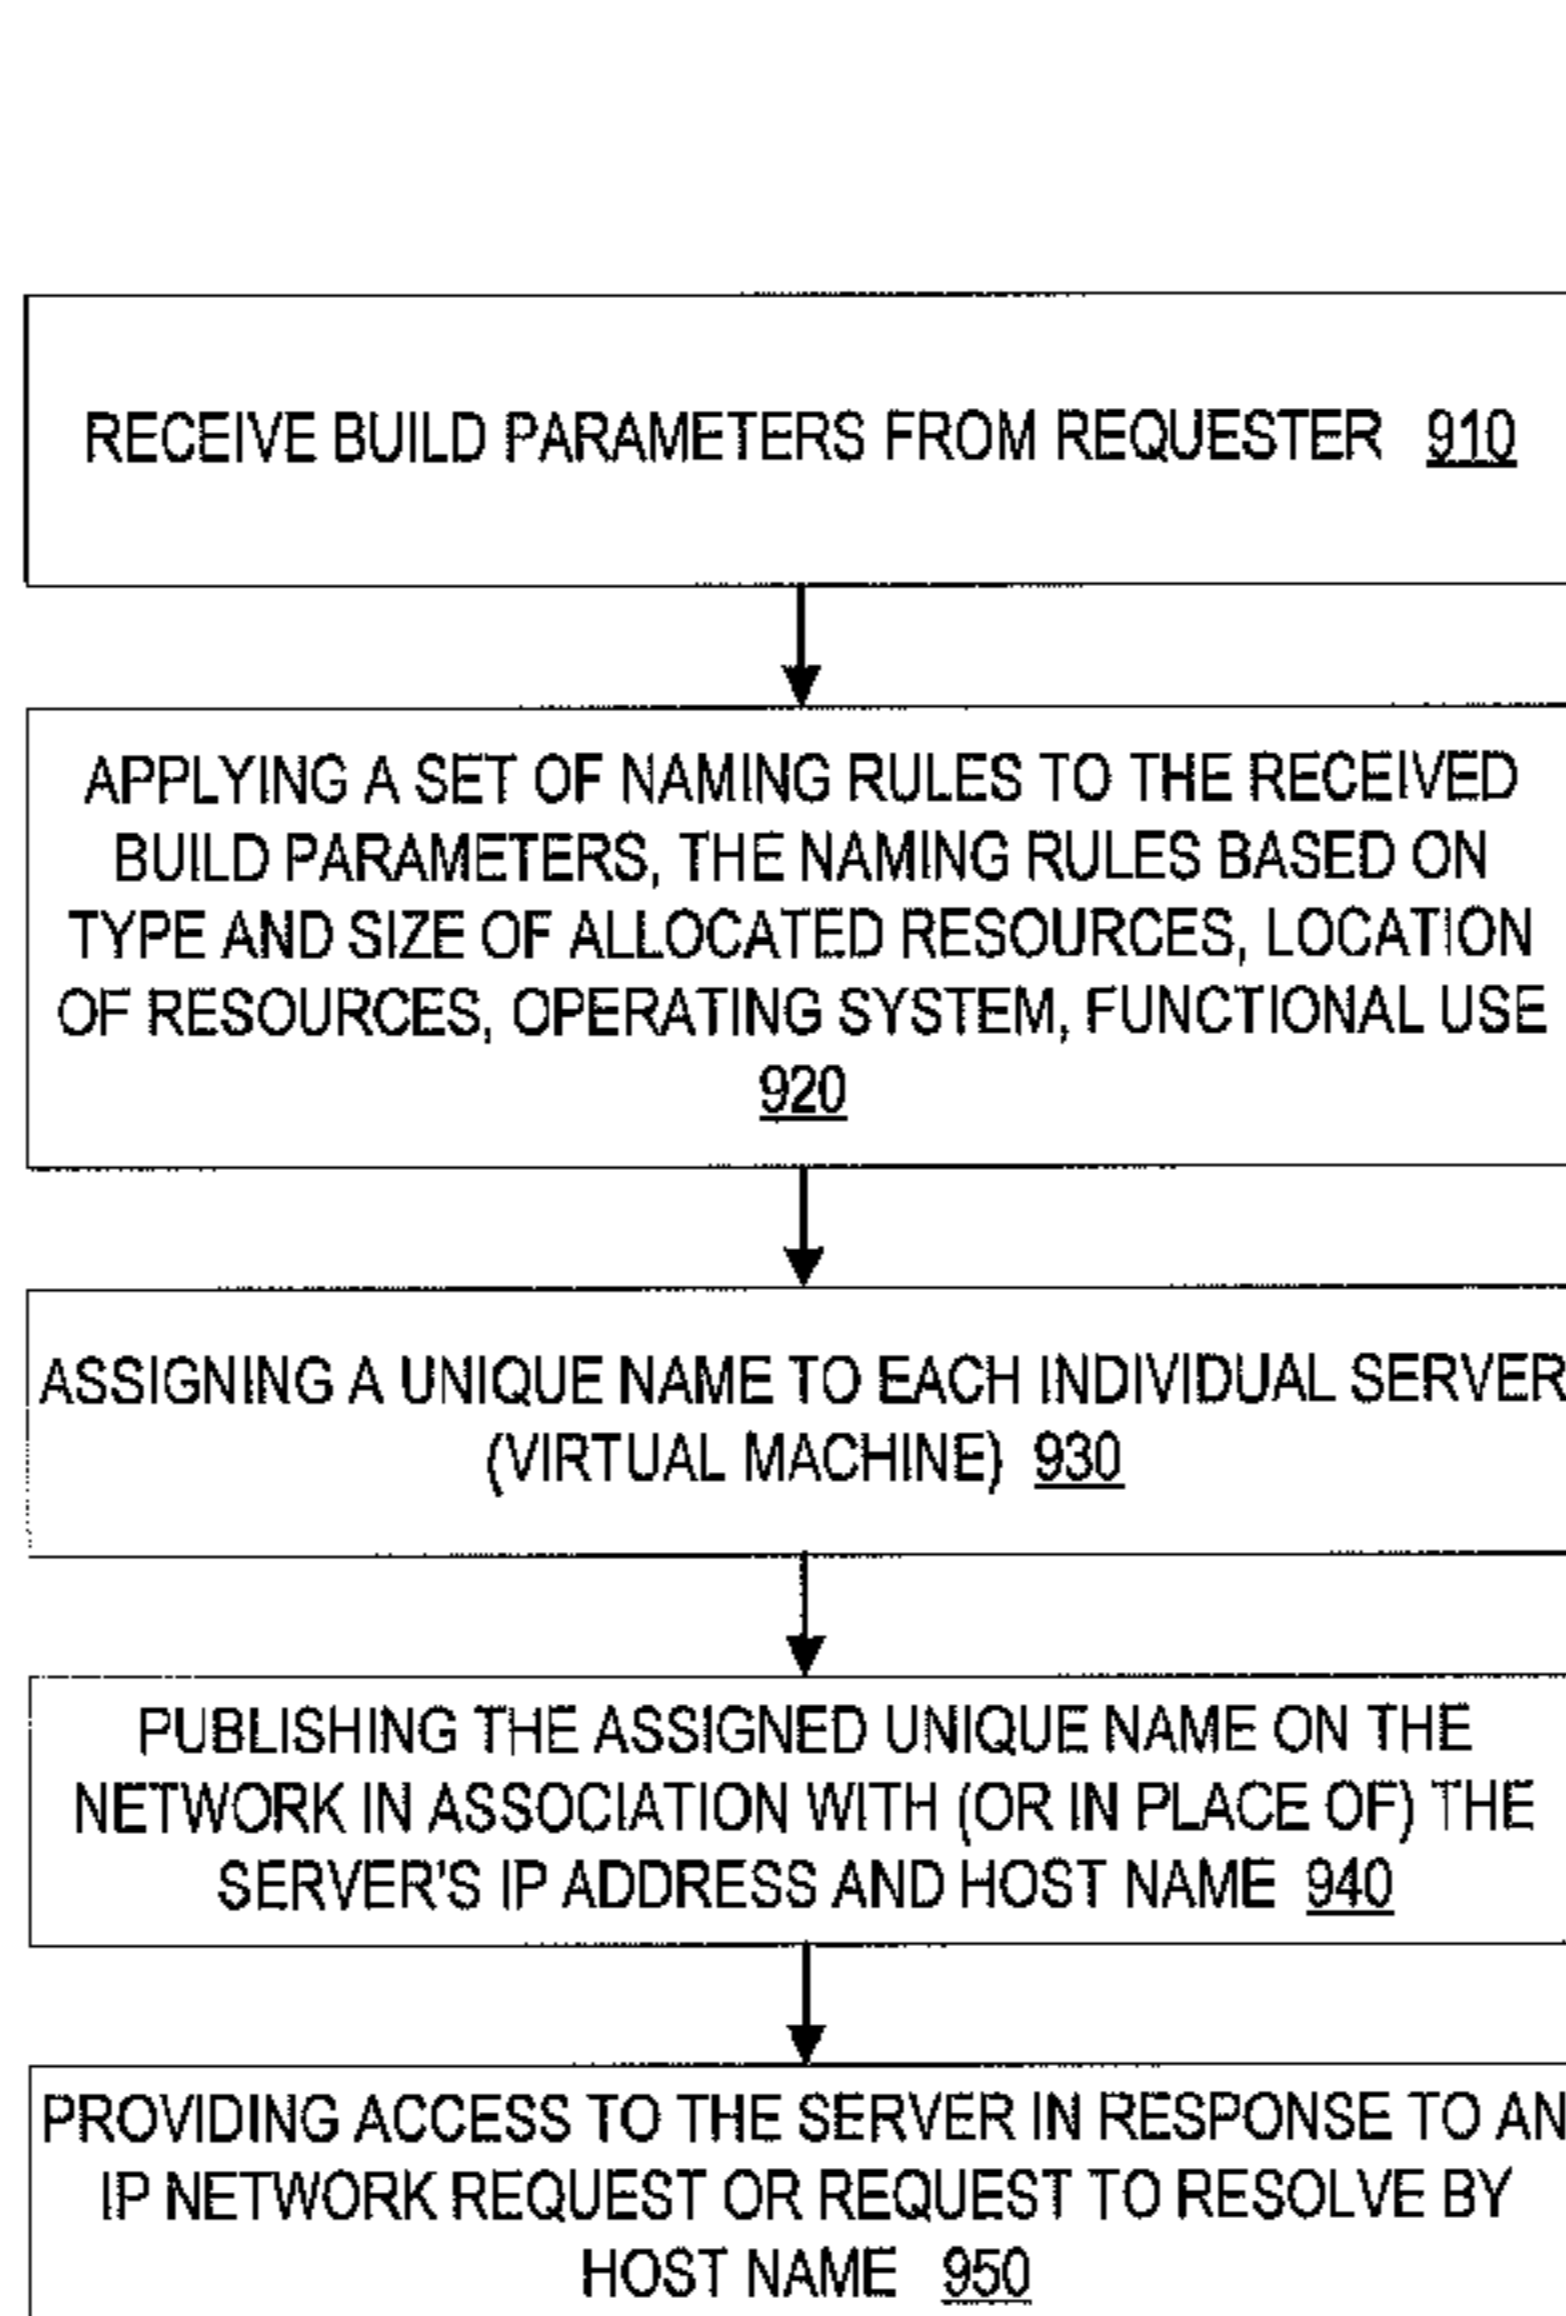 RECEIVE BUILD PARAMETERS FROM REQUESTER 910
APPLYING A SET OF NAMING RULES TO THE RECEIVED
BUILD PARAMETERS, THE NAMING RULES BASED ON
TYPE AND SIZE OF ALLOCATED RESOURCES, LOCATION
OF RESOURCES, OPERATING SYSTEM, FUNCTIONAL USE
920
ASSIGNING A UNIQUE NAME TO EACH INDIVIDUAL SERVER
(VIRTUAL MACHINE) 930
PUBLISHING THE ASSIGNED UNIQUE NAME ON THE
NETWORK IN ASSOCIATION WITH (OR IN PLACE OF) THE
SERVER'S IP ADDRESS AND HOST NAME 940
PROVIDING ACCESS TO THE SERVER IN RESPONSE TO AN
IP NETWORK REQUEST OR REQUEST TO RESOLVE BY
HOST NAME 950